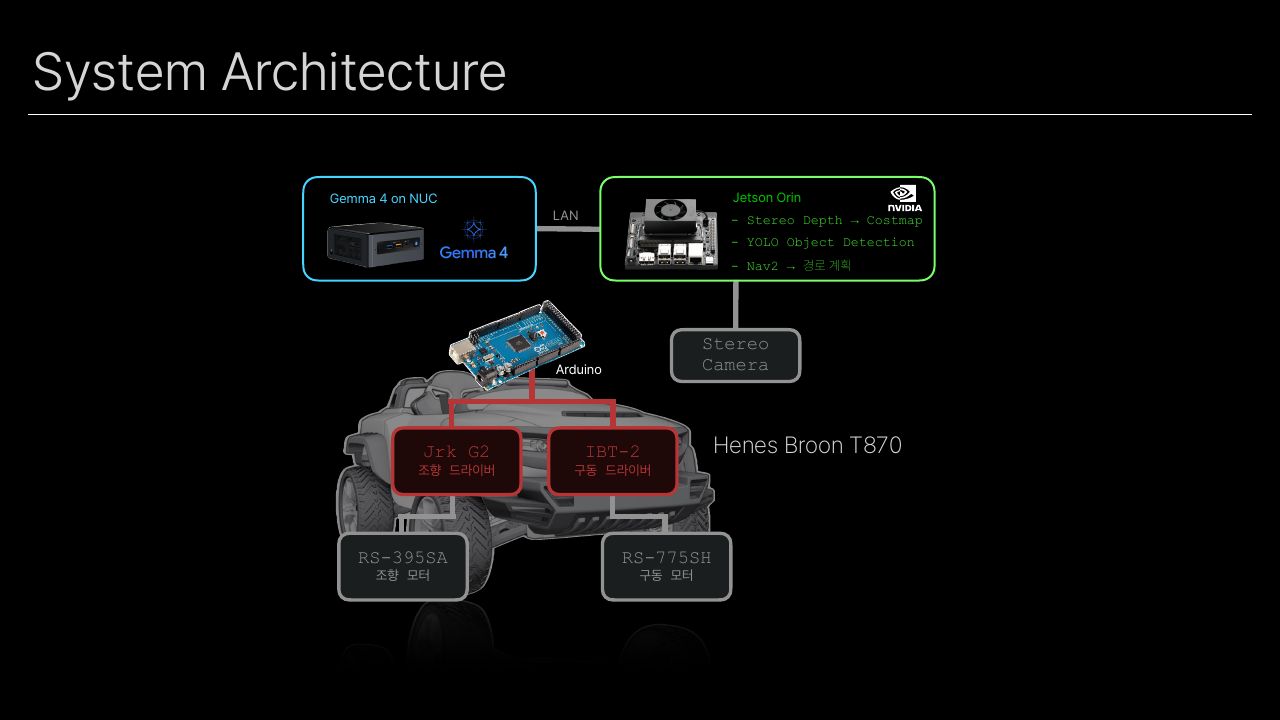 System Architecture
Gemma 4 on NUC
Gemma 4
LAN
Jetson Orin
NVIDIA
- Stereo Depth → Costmap
- YOLO Object Detection
- Nav2 → 경로 계획
Stereo
Camera
Arduino
Henes Broon T870
Jrk G2
조향 드라이버
IBT-2
구동 드라이버
RS-395SA
조향 모터
RS-775SH
구동 모터